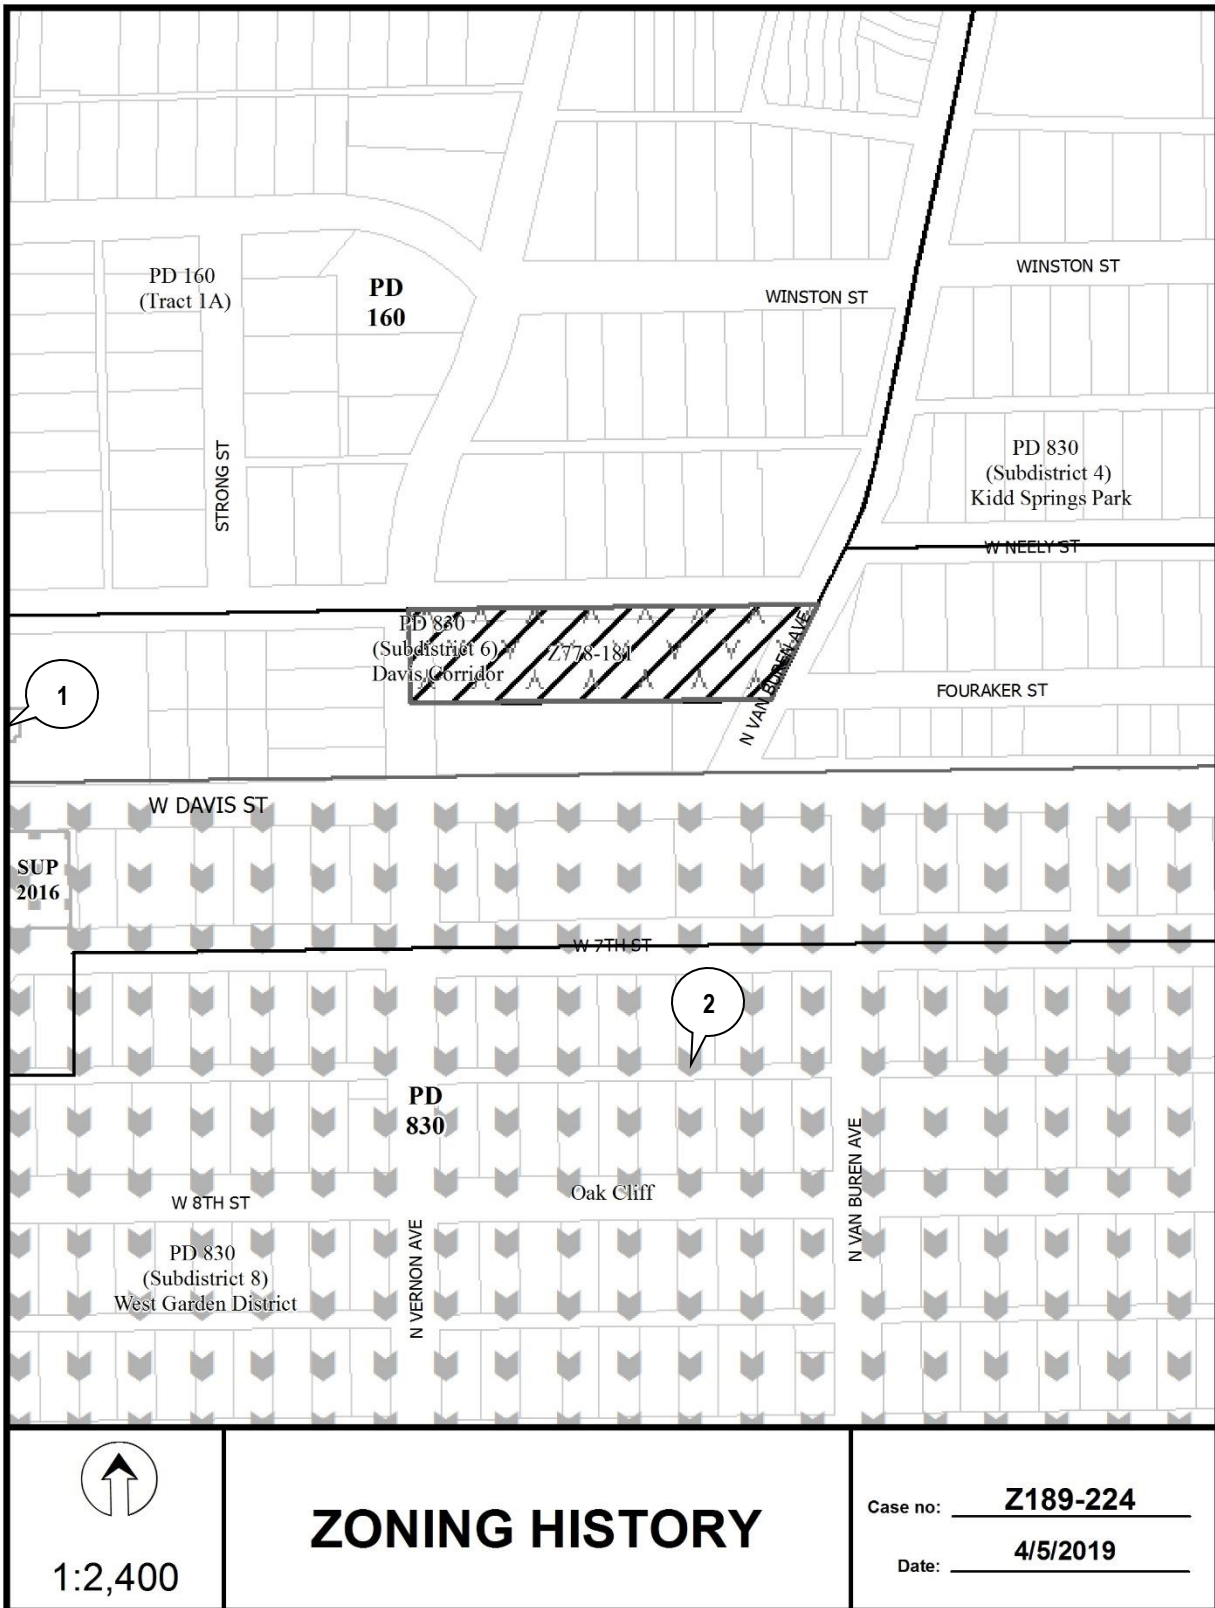 WINSTON ST
PD 160
(Tract 1A)
PD
160
WINSTON ST
STRONG ST
PD 830
(Subdistrict 4)
Kidd Springs Park
W NEELY ST
PD 830
(Subdistrict 6)
Davis Corridor
Z778-181
N VAN BUREN AVE
1
FOURAKER ST
W DAVIS ST
SUP
2016
W 7TH ST
2
PD
830
N VAN BUREN AVE
Oak Cliff
W 8TH ST
N VERNON AVE
PD 830
(Subdistrict 8)
West Garden District
1:2,400
ZONING HISTORY
Case no: Z189-224
Date: 4/5/2019